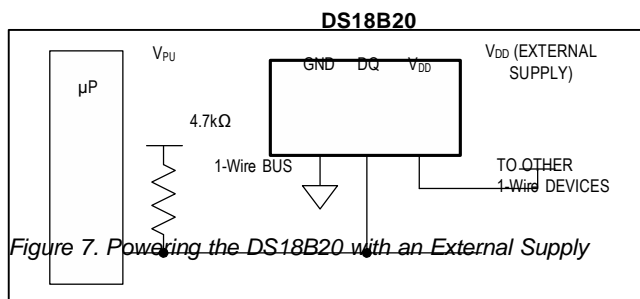 DS18B20
V_PU
GND DQ V_DD
V_DD (EXTERNAL
SUPPLY)
µP
4.7kΩ
1-Wire BUS
TO OTHER
1-Wire DEVICES
Figure 7. Powering the DS18B20 with an External Supply